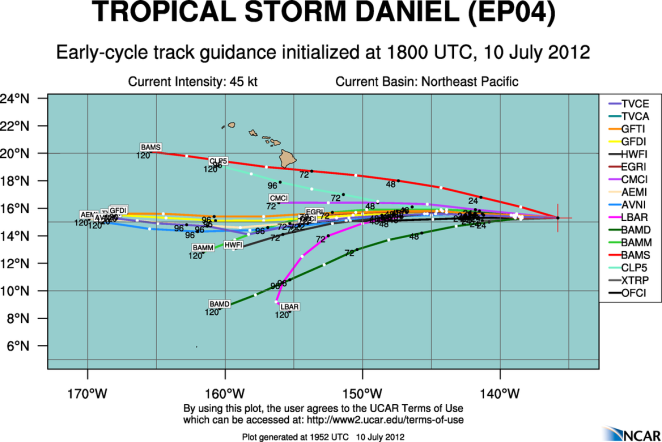 TROPICAL STORM DANIEL (EP04)
Early-cycle track guidance initialized at 1800 UTC, 10 July 2012
Current Intensity: 45 kt Current Basin: Northeast Pacific
24°N
22°N
20°N
18°N
16°N
14°N
12°N
10°N
8°N
6°N
BAMS
120
CLP5
96
96
72
72
48
24
CMCI
72
GFDI
EGRI
72
48
24
96
120
BAMM
120
HWFI
96
72
48
BAMD
120
96
LBAR
120
170°W 160°W 150°W 140°W
TVCE
TVCA
GFTI
GFDI
HWFI
EGRI
CMCI
AEMI
AVNI
LBAR
BAMD
BAMM
BAMS
CLP5
XTRP
OFCI
By using this plot, the user agrees to the UCAR Terms of Use
which can be accessed at: http://www2.ucar.edu/terms-of-use
Plot generated at 1952 UTC 10 July 2012
NCAR